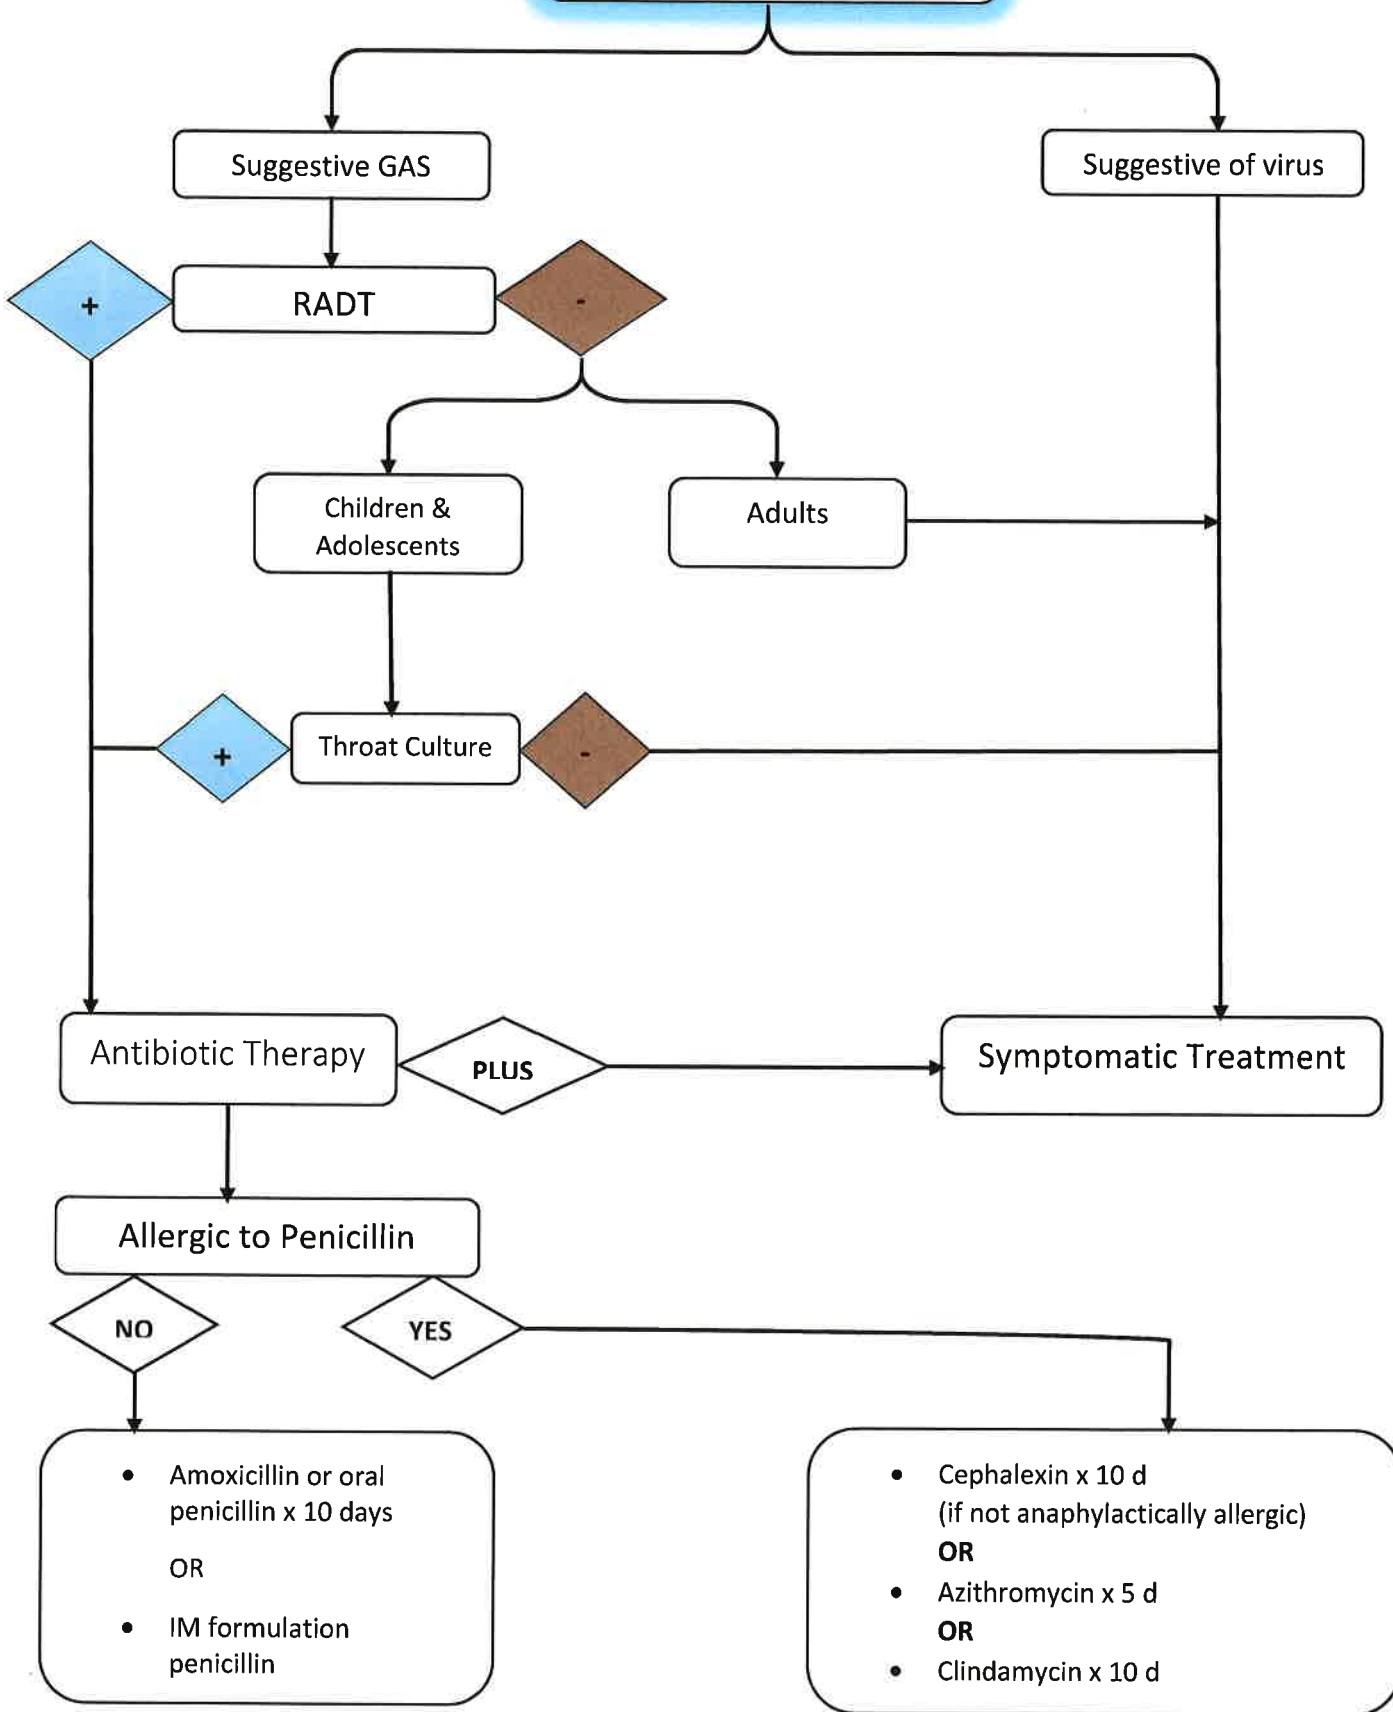 Suggestive GAS
Suggestive of virus
+
RADT
-
Children &
Adolescents
Adults
+
Throat Culture
-
Antibiotic Therapy
PLUS
Symptomatic Treatment
Allergic to Penicillin
NO
YES
• Amoxicillin or oral
penicillin x 10 days
OR
• IM formulation
penicillin
• Cephalexin x 10 d
(if not anaphylactically allergic)
OR
• Azithromycin x 5 d
OR
• Clindamycin x 10 d